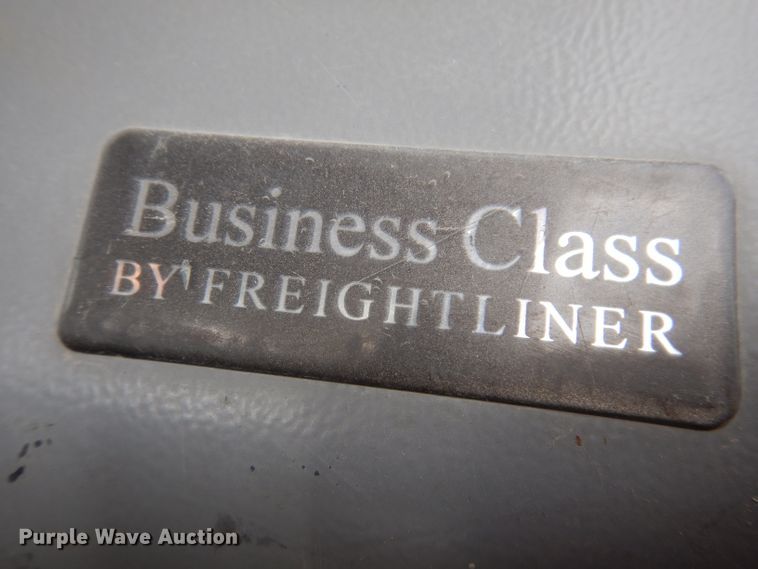 Business Class
BY FREIGHTLINER
Purple Wave Auction